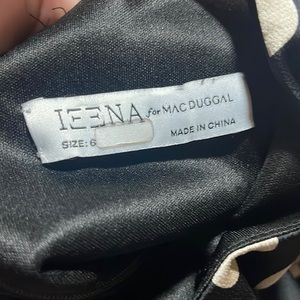 IEENA for MAC DUGGAL
SIZE: 6
MADE IN CHINA